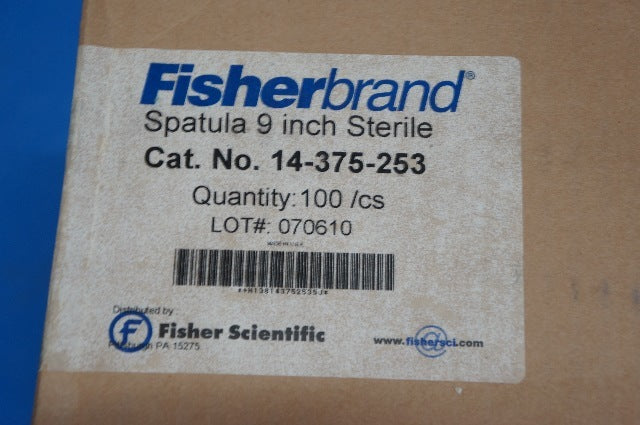 Fisherbrand®
Spatula 9 inch Sterile
Cat. No. 14-375-253
Quantity: 100 /cs
LOT#: 070610
Distributed by
f Fisher Scientific
Pittsburgh PA 15275
www.fishersci.com